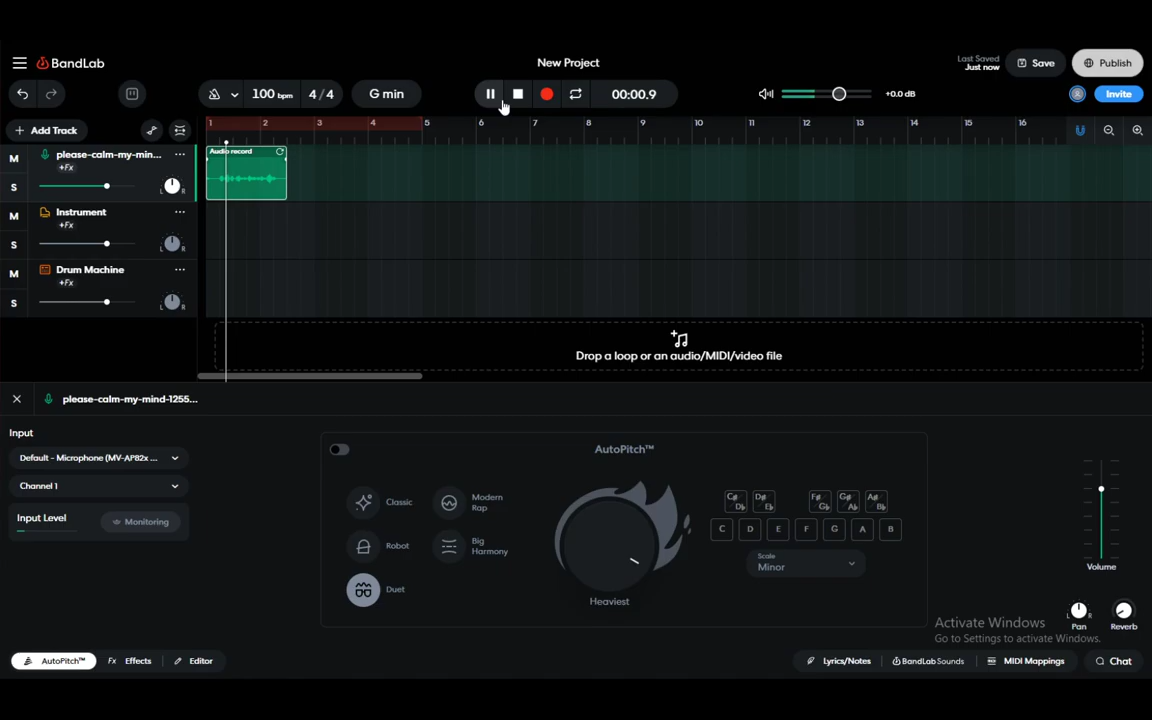 BandLab
New Project
Last Saved
Just now
Save
Publish
100 bpm
4/4
G min
00:00.9
+0.0 dB
Invite
+ Add Track
1 2 3 4 5 6 7 8 9 10 11 12 13 14 15 16
M
please-calm-my-min...
+Fx
S
L R
Audio record
M
Instrument
+Fx
S
L R
M
Drum Machine
+Fx
S
L R
Drop a loop or an audio/MIDI/video file
please-calm-my-mind-1255...
Input
Default - Microphone (MV-AP82x ...
Channel 1
Input Level
Monitoring
AutoPitch™
Classic
Modern
Rap
Robot
Big
Harmony
Duet
Heaviest
C# D# F# G# A#
Db Eb Gb Ab Bb
C D E F G A B
Scale
Minor
Volume
L R
Pan
Reverb
Activate Windows
Go to Settings to activate Windows.
AutoPitch™
Fx Effects
Editor
Lyrics/Notes
BandLab Sounds
MIDI Mappings
Chat